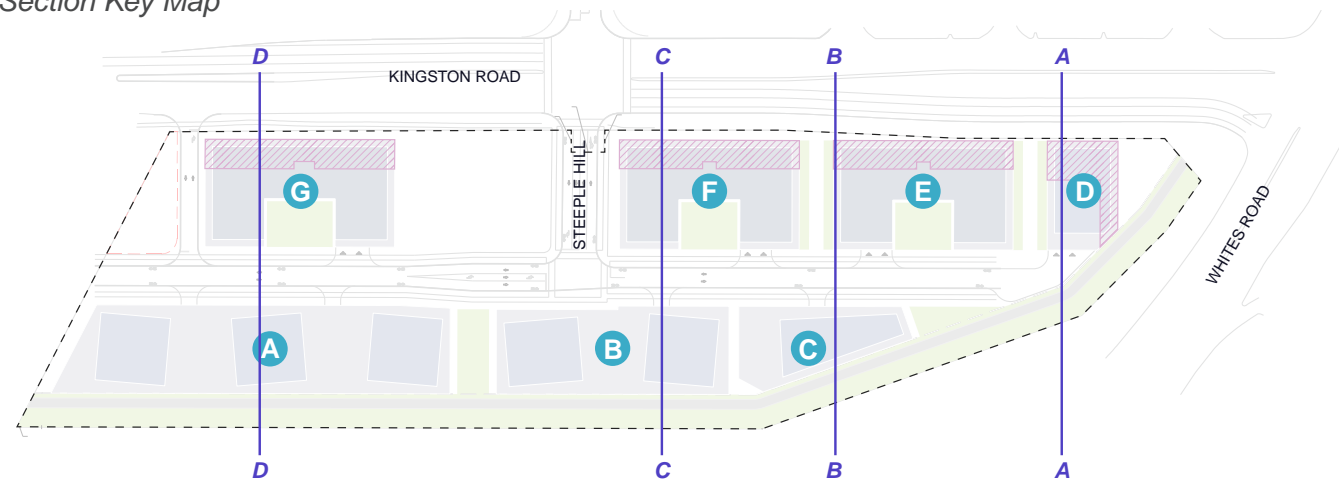 Section Key Map
D
C
B
A
KINGSTON ROAD
STEEPLE HILL
G
F
E
D
WHITES ROAD
A
B
C
D
C
B
A